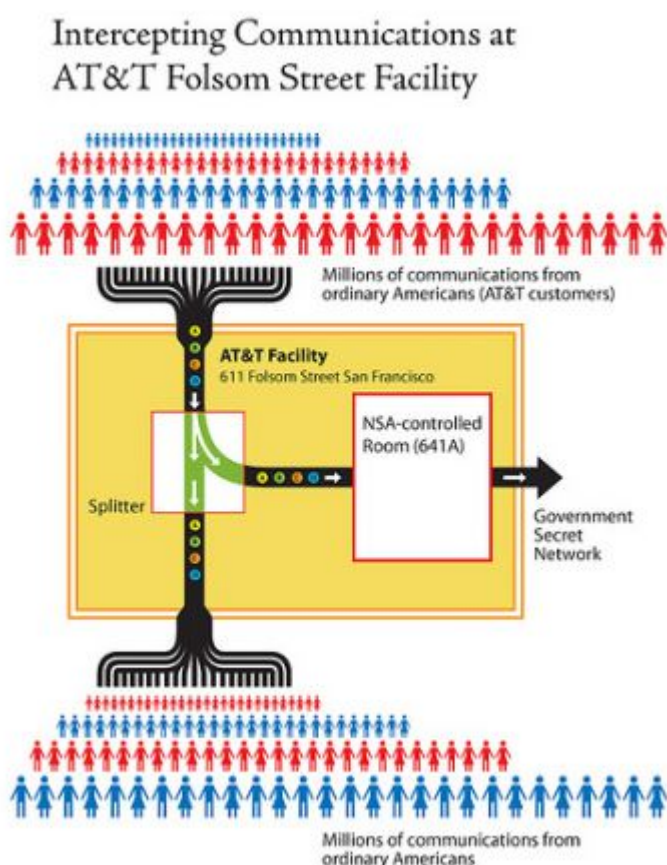 Intercepting Communications at
AT&T Folsom Street Facility
Millions of communications from
ordinary Americans (AT&T customers)
AT&T Facility
611 Folsom Street San Francisco
NSA-controlled
Room (641A)
Splitter
Government
Secret
Network
Millions of communications from
ordinary Americans